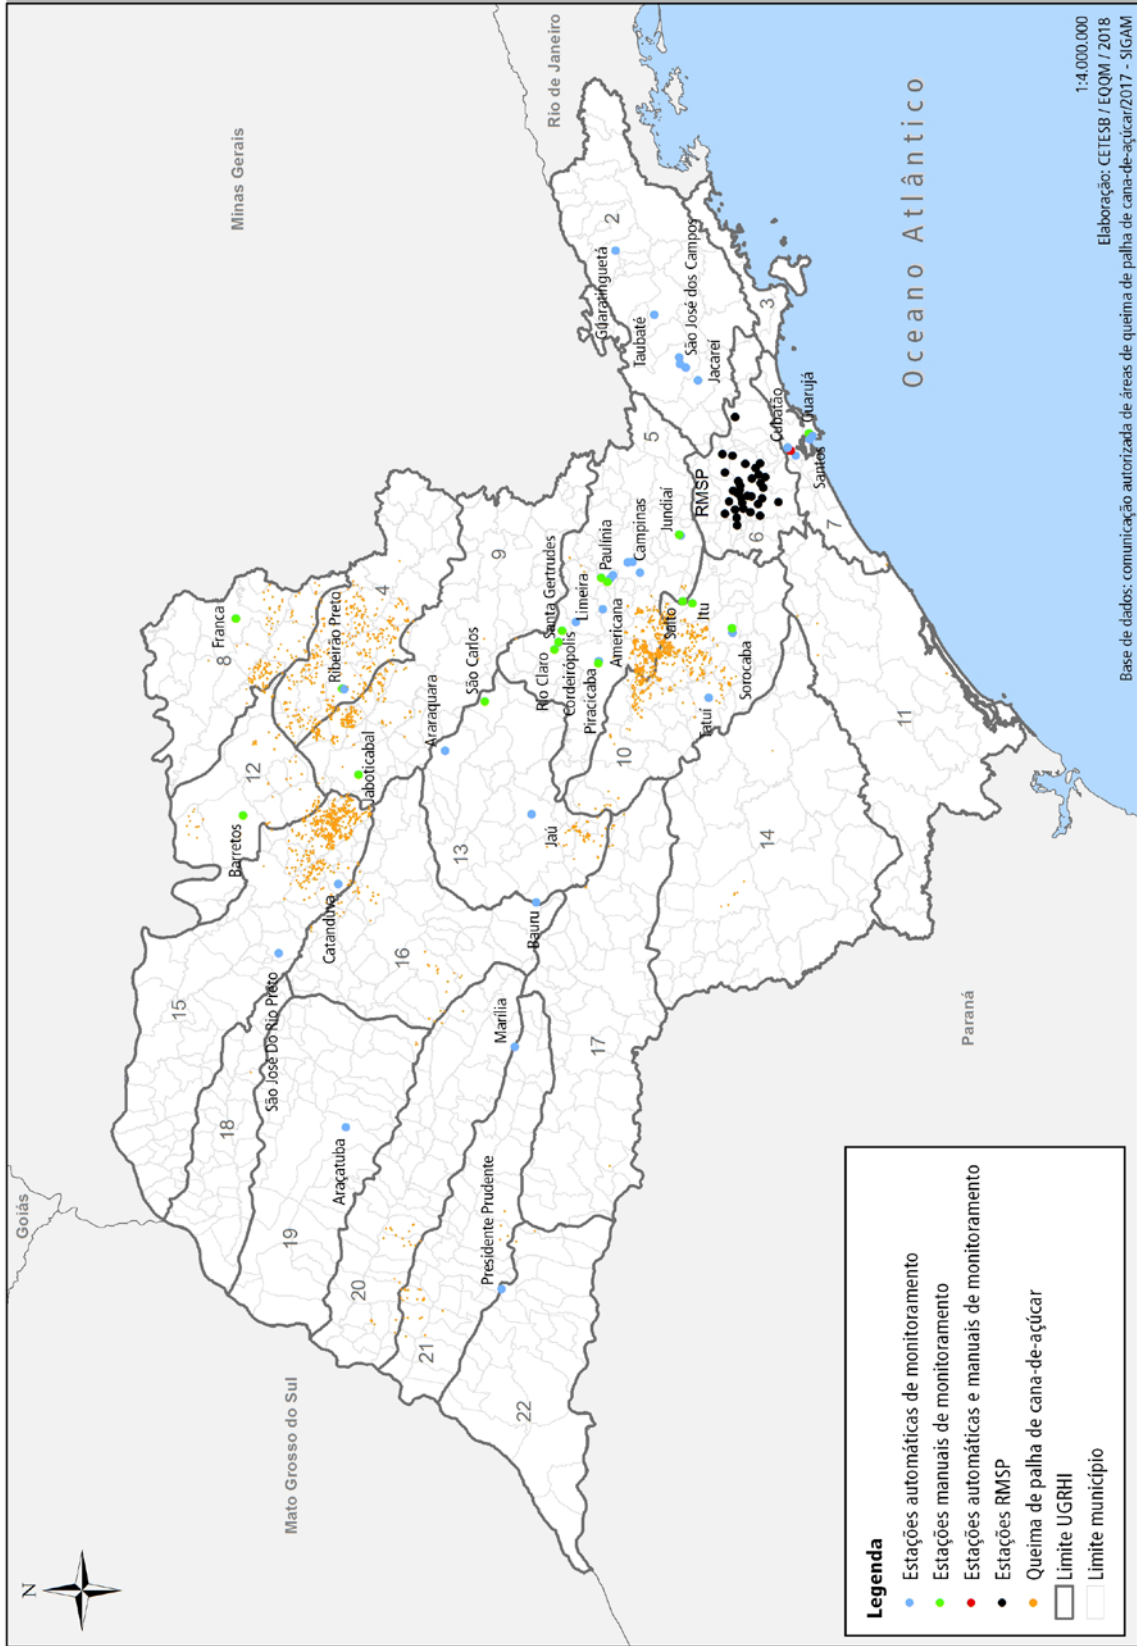 N
Goiás
Minas Gerais
Mato Grosso do Sul
Rio de Janeiro
Paraná
Oceano Atlântico
8
Franca
12
Barretos
4
Ribeirão Preto
Jaboticabal
15
São José Do Rio Preto
Catanduva
18
19
Araçatuba
16
9
13
Araraquara
São Carlos
Jaú
Bauru
20
21
Marília
Presidente Prudente
22
17
Rio Claro
Santa Gertrudes
Cordeirópolis
Limeira
Piracicaba
Americana
Paulínia
Campinas
5
Jundiaí
10
Salto
Itu
Sorocaba
Tatuí
2
Guaratinguetá
Taubaté
São José dos Campos
Jacareí
3
RMSP
6
Cubatão
Guarujá
Santos
7
14
11
Legenda
Estações automáticas de monitoramento
Estações manuais de monitoramento
Estações automáticas e manuais de monitoramento
Estações RMSP
Queima de palha de cana-de-açúcar
Limite UGRHI
Limite município
1:4.000.000
Elaboração: CETESB / EQQM / 2018
Base de dados: comunicação autorizada de áreas de queima de palha de cana-de-açúcar/2017 - SIGAM